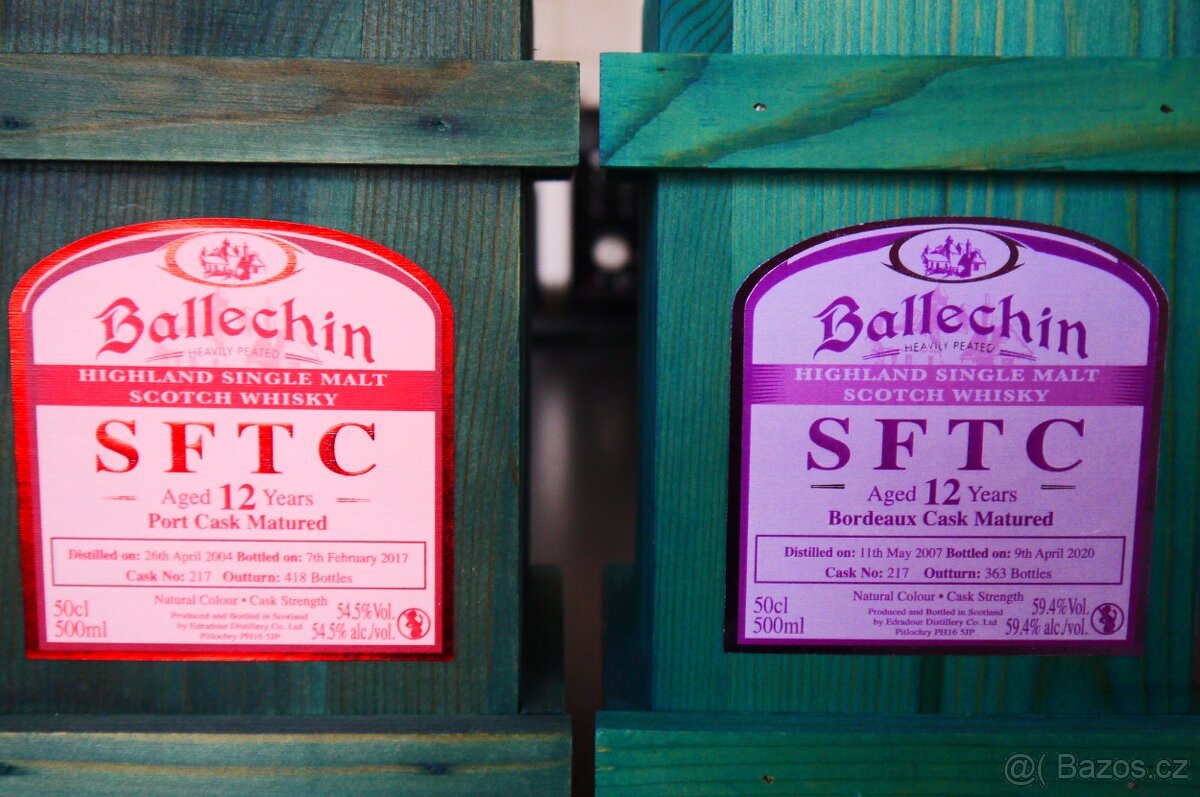 Ballechin
HEAVILY PEATED
HIGHLAND SINGLE MALT
SCOTCH WHISKY
SFTC
Aged 12 Years
Port Cask Matured
Distilled on: 26th April 2004 Bottled on: 7th February 2017
Cask No: 217 Outturn: 418 Bottles
Natural Colour • Cask Strength
50cl
500ml
Produced and Bottled in Scotland
by Edradour Distillery Co. Ltd
Pitlochry PH16 5JP
54.5%Vol.
54.5% alc./vol.
Ballechin
HEAVILY PEATED
HIGHLAND SINGLE MALT
SCOTCH WHISKY
SFTC
Aged 12 Years
Bordeaux Cask Matured
Distilled on: 11th May 2007 Bottled on: 9th April 2020
Cask No: 217 Outturn: 363 Bottles
Natural Colour • Cask Strength
50cl
500ml
Produced and Bottled in Scotland
by Edradour Distillery Co. Ltd
Pitlochry PH16 5JP
59.4%Vol.
59.4% alc./vol.
@( Bazos.cz